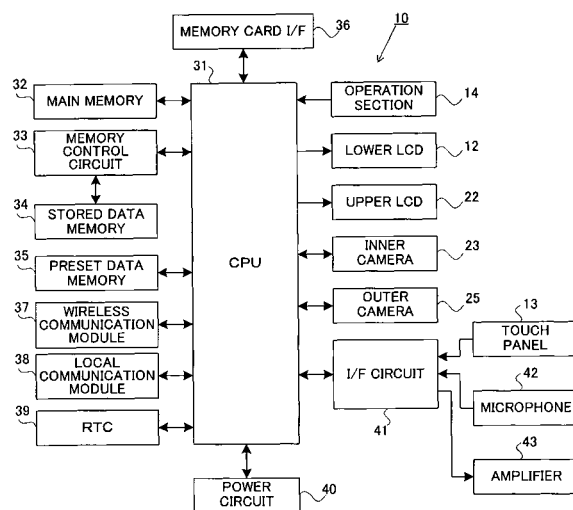 MEMORY CARD I/F
36
10
31
32
MAIN MEMORY
OPERATION
SECTION
14
33
MEMORY
CONTROL
CIRCUIT
LOWER LCD
12
34
STORED DATA
MEMORY
UPPER LCD
22
35
PRESET DATA
MEMORY
CPU
INNER
CAMERA
23
37
WIRELESS
COMMUNICATION
MODULE
OUTER
CAMERA
25
13
TOUCH
PANEL
38
LOCAL
COMMUNICATION
MODULE
I/F CIRCUIT
41
42
MICROPHONE
39
RTC
43
AMPLIFIER
POWER
CIRCUIT
40